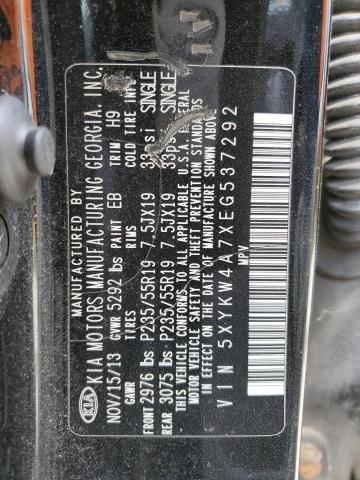 MANUFACTURED BY
KIA KIA MOTORS MANUFACTURING GEORGIA, INC.
NOV/15/13 GVWR 5292 lbs PAINT EB TRIM H9
GAWR TIRES RIMS COLD TIRE INFL
FRONT 2976 lbs P235/55R19 7.5JX19 33psi SINGLE
REAR 3075 lbs P235/55R19 7.5JX19 33psi SINGLE
"THIS VEHICLE CONFORMS TO ALL APPLICABLE U.S.A. FEDERAL
MOTOR VEHICLE SAFETY AND THEFT PREVENTION STANDARDS
IN EFFECT ON THE DATE OF MANUFACTURE SHOWN ABOVE."
VIN 5XYKW4A7XEG537292
MPV